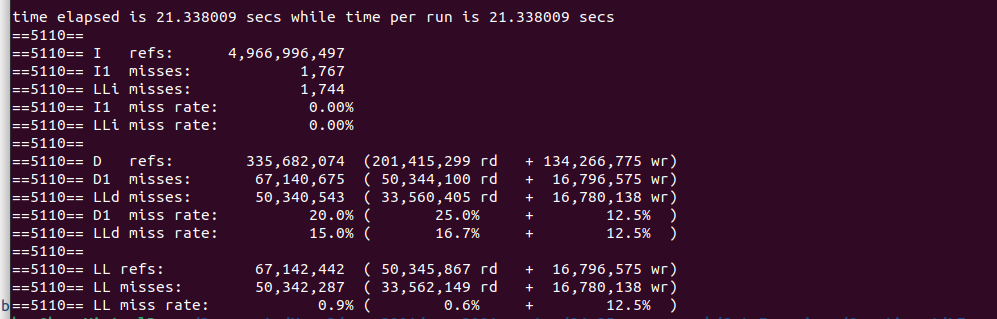 time elapsed is 21.338009 secs while time per run is 21.338009 secs
==5110==
==5110== I   refs:      4,966,996,497
==5110== I1  misses:            1,767
==5110== LLi misses:            1,744
==5110== I1  miss rate:          0.00%
==5110== LLi miss rate:          0.00%
==5110==
==5110== D   refs:        335,682,074  (201,415,299 rd   + 134,266,775 wr)
==5110== D1  misses:       67,140,675  ( 50,344,100 rd   +  16,796,575 wr)
==5110== LLd misses:       50,340,543  ( 33,560,405 rd   +  16,780,138 wr)
==5110== D1  miss rate:          20.0% (       25.0%     +        12.5%  )
==5110== LLd miss rate:          15.0% (       16.7%     +        12.5%  )
==5110==
==5110== LL refs:          67,142,442  ( 50,345,867 rd   +  16,796,575 wr)
==5110== LL misses:        50,342,287  ( 33,562,149 rd   +  16,780,138 wr)
b==5110== LL miss rate:           0.9% (        0.6%     +        12.5%  )